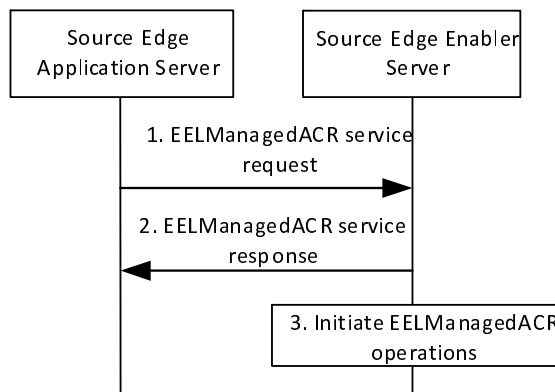 Source Edge
Application Server
Source Edge Enabler
Server
1. EELManagedACR service
request
2. EELManagedACR service
response
3. Initiate EELManagedACR
operations